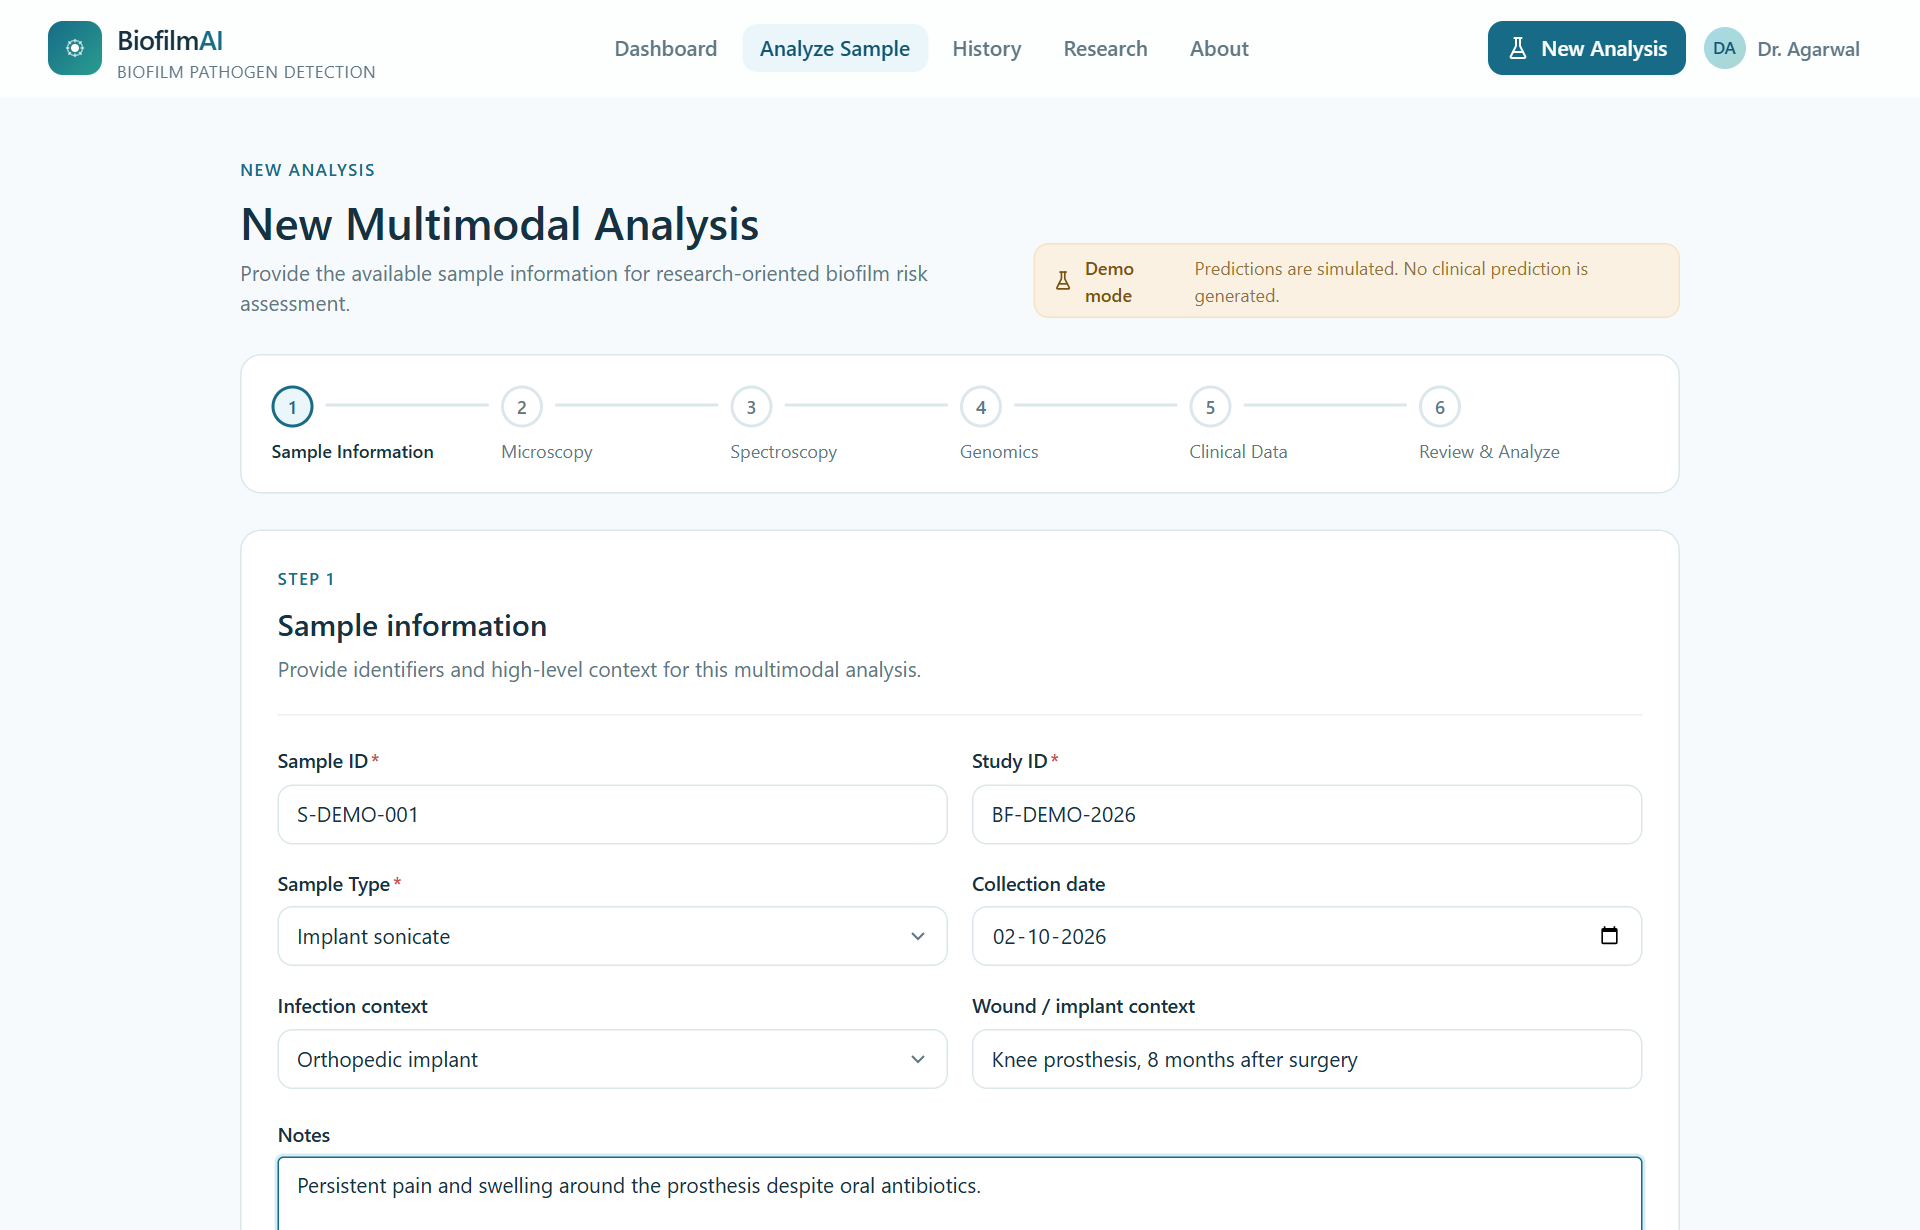 BiofilmAI
BIOFILM PATHOGEN DETECTION
Dashboard
Analyze Sample
History
Research
About
New Analysis
DA
Dr. Agarwal
NEW ANALYSIS
New Multimodal Analysis
Provide the available sample information for research-oriented biofilm risk
assessment.
Demo
mode
Predictions are simulated. No clinical prediction is
generated.
1
Sample Information
2
Microscopy
3
Spectroscopy
4
Genomics
5
Clinical Data
6
Review & Analyze
STEP 1
Sample information
Provide identifiers and high-level context for this multimodal analysis.
Sample ID*
S-DEMO-001
Study ID*
BF-DEMO-2026
Sample Type*
Implant sonicate
Collection date
02-10-2026
Infection context
Orthopedic implant
Wound / implant context
Knee prosthesis, 8 months after surgery
Notes
Persistent pain and swelling around the prosthesis despite oral antibiotics.